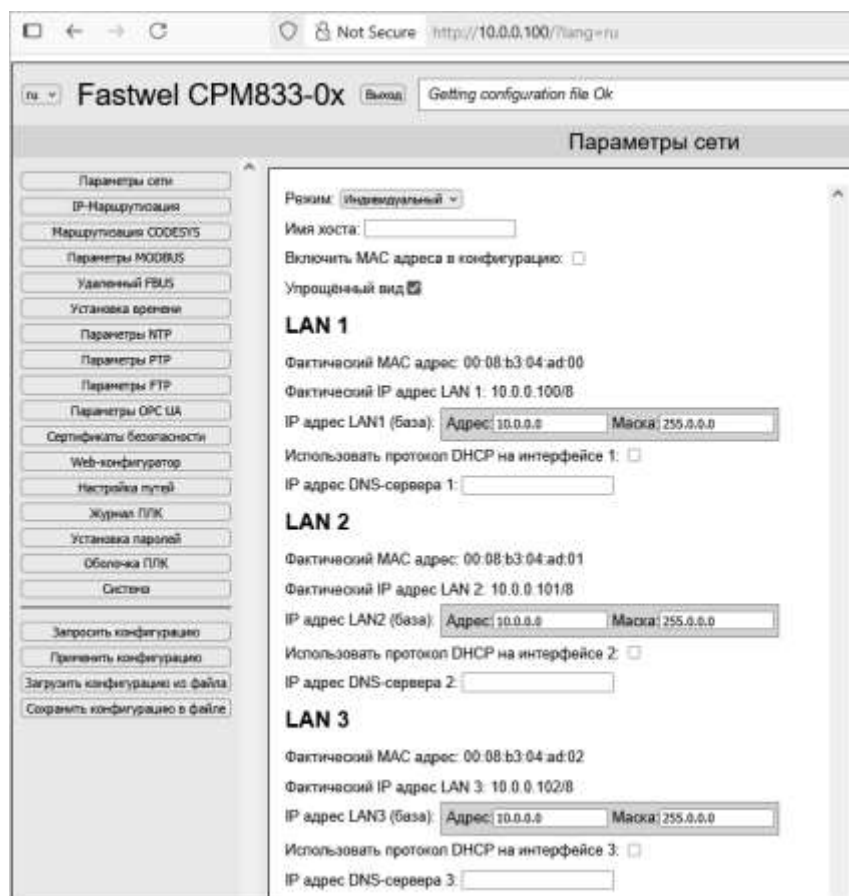 Not Secure http://10.0.0.100/?lang=ru
ru Fastwel CPM833-0x Выход Getting configuration file Ok
Параметры сети
Параметры сети
IP-Маршрутизация
Маршрутизация CODESYS
Параметры MODBUS
Удаленный FBUS
Установка времени
Параметры NTP
Параметры PTP
Параметры FTP
Параметры OPC UA
Сертификаты безопасности
Web-конфигуратор
Настройка путей
Журнал ПЛК
Установка паролей
Оболочка ПЛК
Система
Запросить конфигурацию
Применить конфигурацию
Загрузить конфигурацию из файла
Сохранить конфигурацию в файле
Режим: Индивидуальный
Имя хоста:
Включить MAC адреса в конфигурацию:
Упрощённый вид
LAN 1
Фактический MAC адрес: 00:08:b3:04:ad:00
Фактический IP адрес LAN 1: 10.0.0.100/8
IP адрес LAN1 (база): Адрес: 10.0.0.0 Маска: 255.0.0.0
Использовать протокол DHCP на интерфейсе 1:
IP адрес DNS-сервера 1:
LAN 2
Фактический MAC адрес: 00:08:b3:04:ad:01
Фактический IP адрес LAN 2: 10.0.0.101/8
IP адрес LAN2 (база): Адрес: 10.0.0.0 Маска: 255.0.0.0
Использовать протокол DHCP на интерфейсе 2:
IP адрес DNS-сервера 2:
LAN 3
Фактический MAC адрес: 00:08:b3:04:ad:02
Фактический IP адрес LAN 3: 10.0.0.102/8
IP адрес LAN3 (база): Адрес: 10.0.0.0 Маска: 255.0.0.0
Использовать протокол DHCP на интерфейсе 3:
IP адрес DNS-сервера 3: